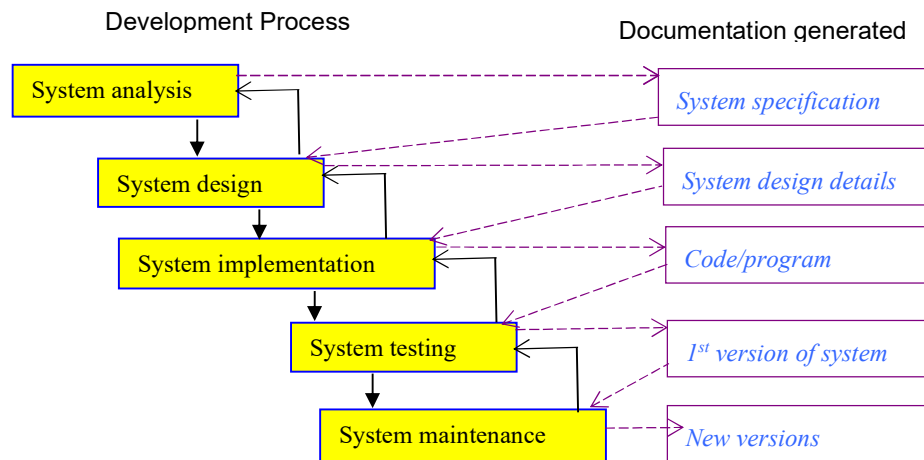 Development Process
Documentation generated
System analysis
System specification
System design
System design details
System implementation
Code/program
System testing
1st version of system
System maintenance
New versions